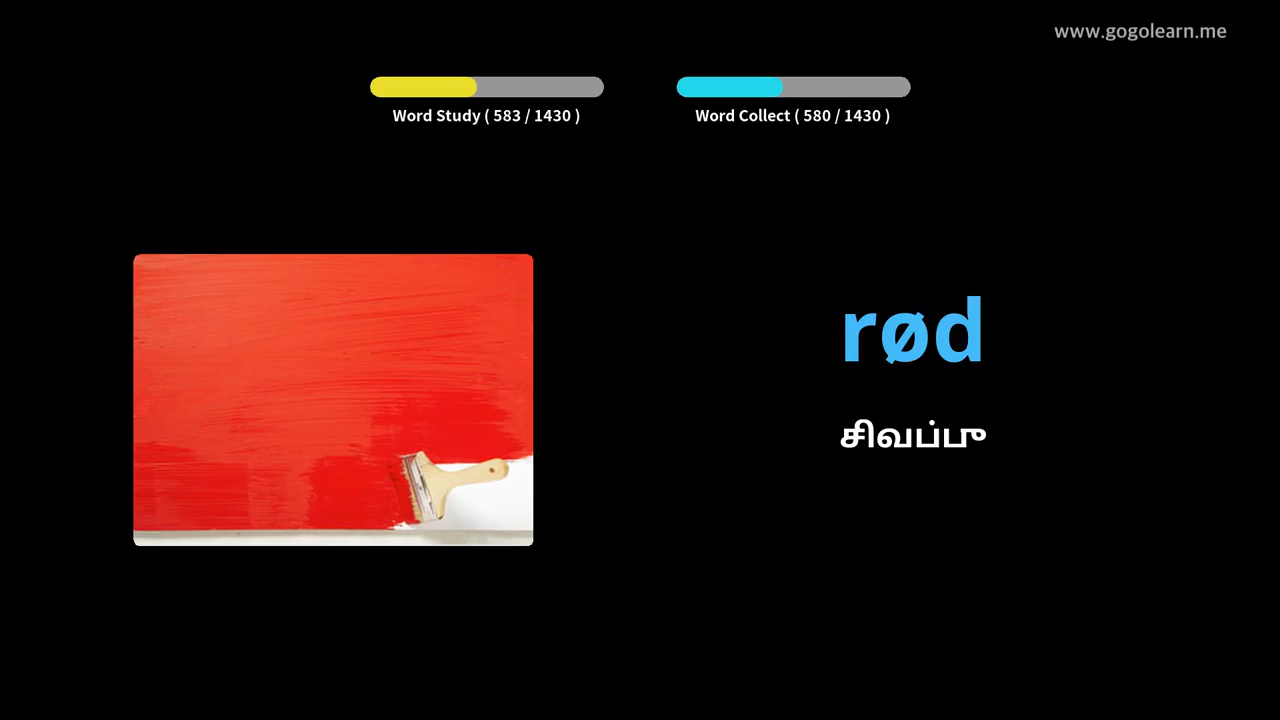 www.gogolearn.me
Word Study ( 583 / 1430 )
Word Collect ( 580 / 1430 )
rød
சிவப்பு